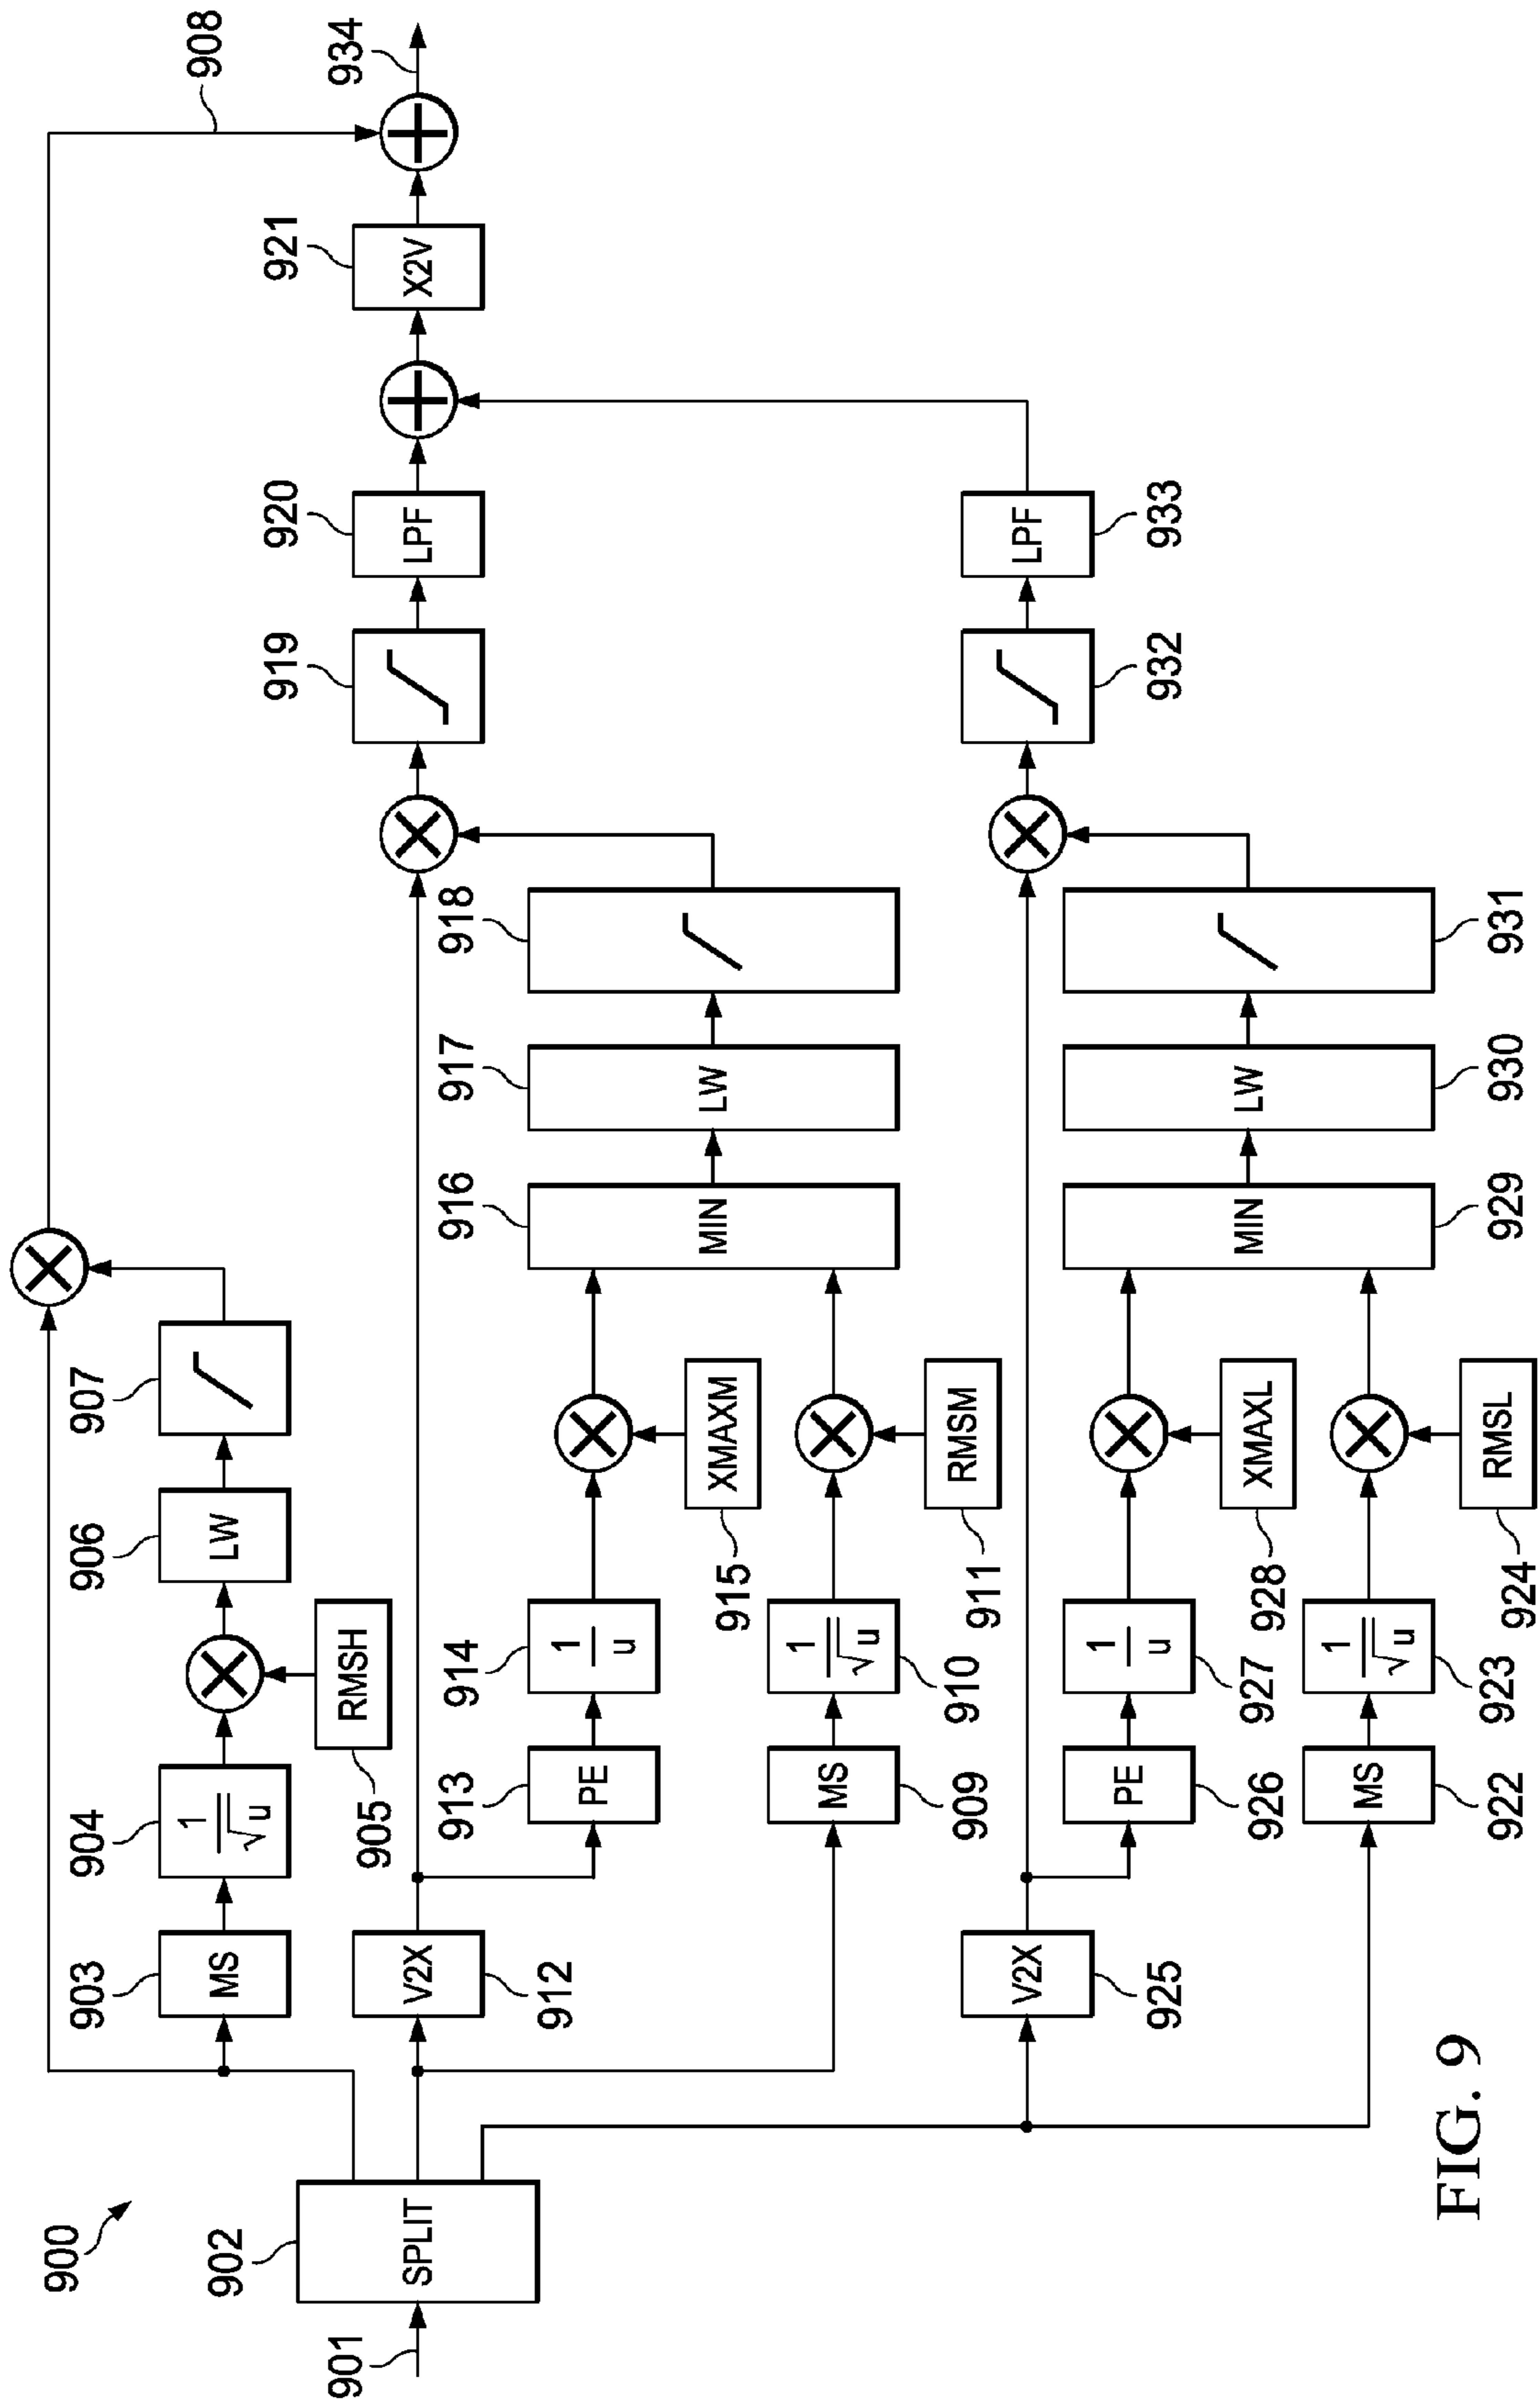 900
901
902
SPLIT
903
MS
904
1
√u
905
RMSH
906
LW
907
908
912
V2X
913
PE
914
1
u
915
XMAXM
909
MS
910
1
√u
911
RMSM
916
MIN
917
LW
918
919
920
LPF
921
X2V
934
925
V2X
926
PE
927
1
u
928
XMAXL
922
MS
923
1
√u
924
RMSL
929
MIN
930
LW
931
932
933
LPF
FIG. 9